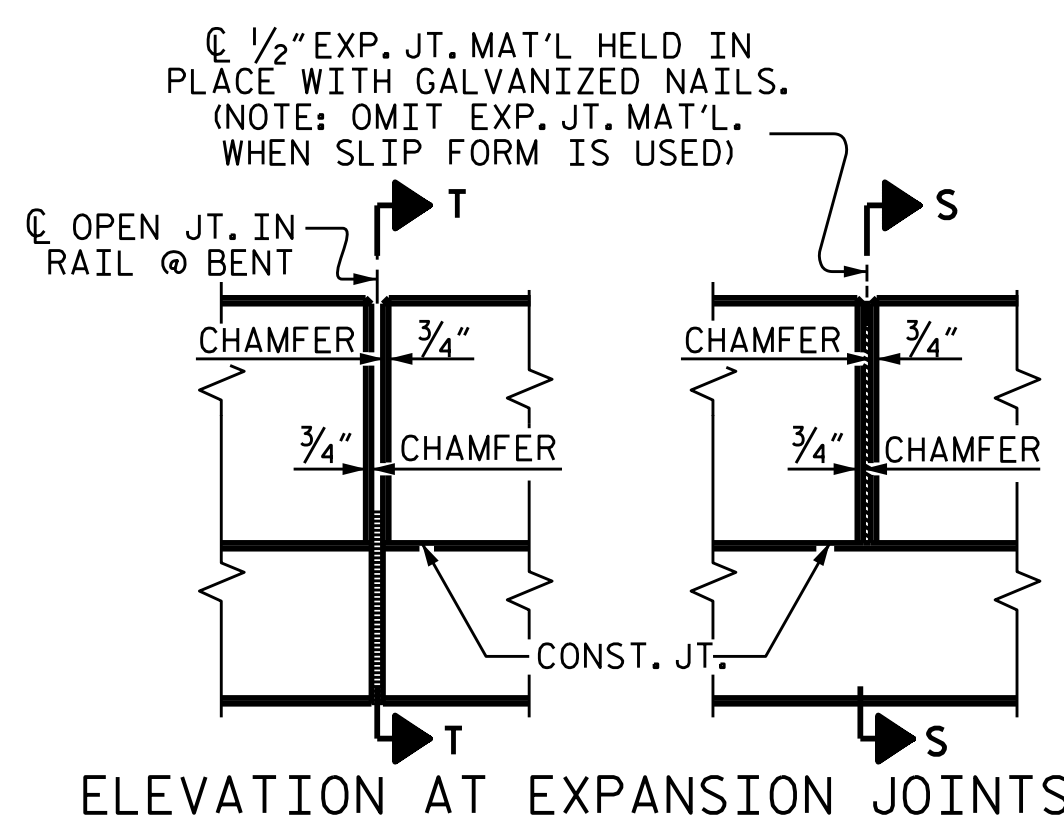 ℄ 1/2" EXP. JT. MAT'L HELD IN
PLACE WITH GALVANIZED NAILS.
(NOTE: OMIT EXP. JT. MAT'L.
WHEN SLIP FORM IS USED)
T
S
℄ OPEN JT. IN
RAIL @ BENT
CHAMFER
3/4"
CHAMFER
3/4"
3/4"
CHAMFER
3/4"
CHAMFER
CONST. JT.
T
S
ELEVATION AT EXPANSION JOINTS